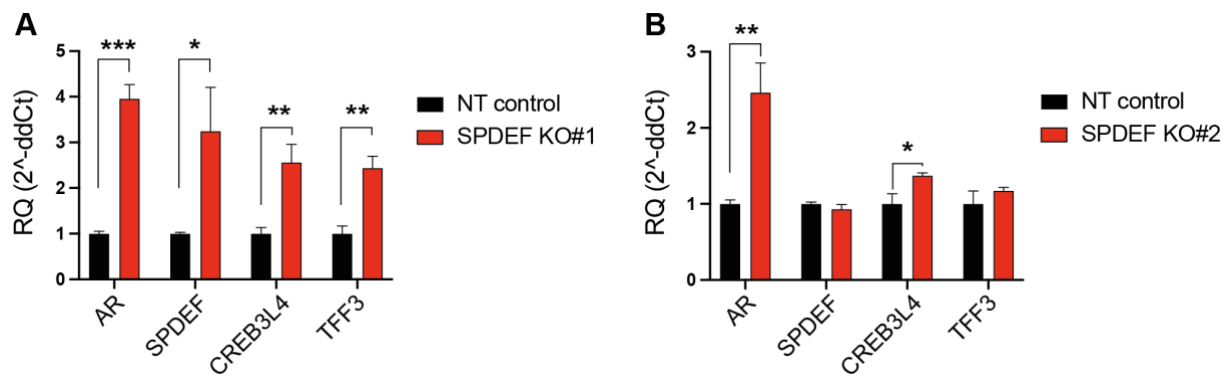 A
RQ (2^-ddCt)
5
4
3
2
1
0
***
*
**
**
AR
SPDEF
CREB3L4
TFF3
NT control
SPDEF KO#1
B
RQ (2^-ddCt)
3
2
1
0
**
*
AR
SPDEF
CREB3L4
TFF3
NT control
SPDEF KO#2